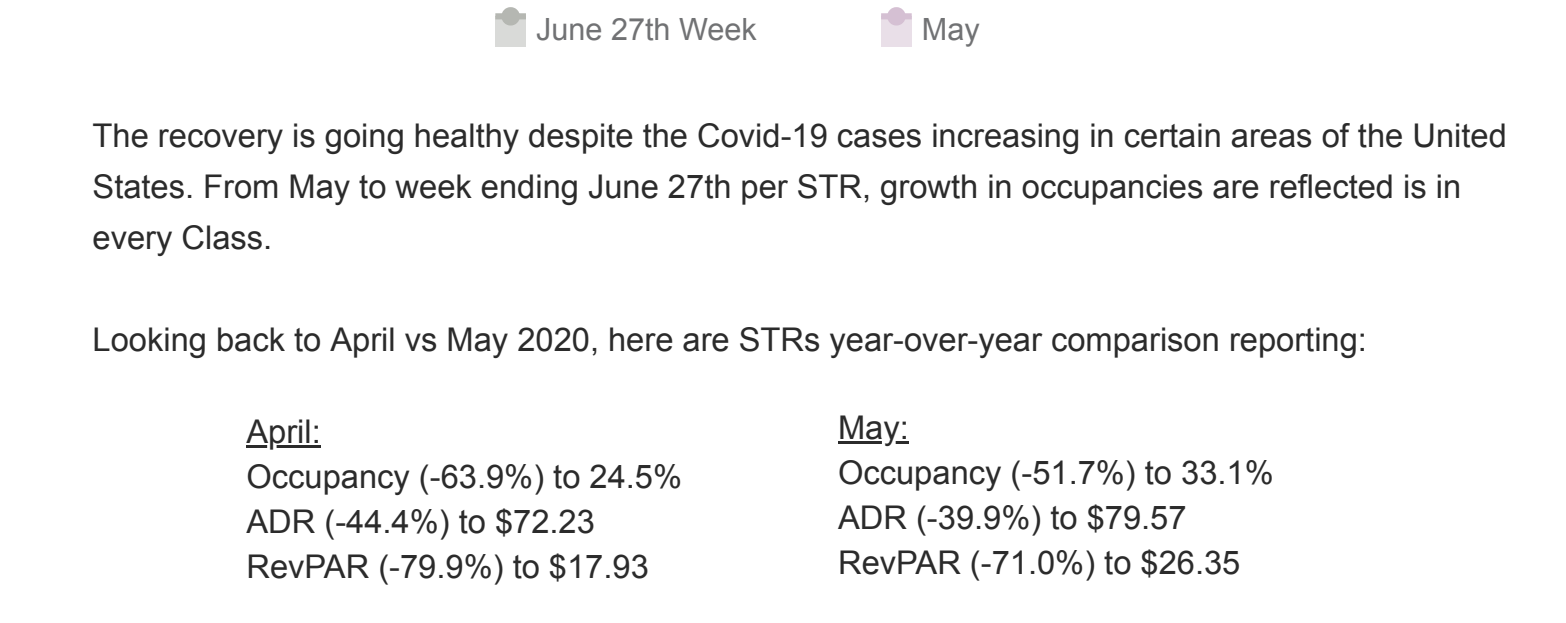 June 27th Week May
The recovery is going healthy despite the Covid-19 cases increasing in certain areas of the United
States. From May to week ending June 27th per STR, growth in occupancies are reflected is in
every Class.
Looking back to April vs May 2020, here are STRs year-over-year comparison reporting:
April:
Occupancy (-63.9%) to 24.5%
ADR (-44.4%) to $72.23
RevPAR (-79.9%) to $17.93
May:
Occupancy (-51.7%) to 33.1%
ADR (-39.9%) to $79.57
RevPAR (-71.0%) to $26.35